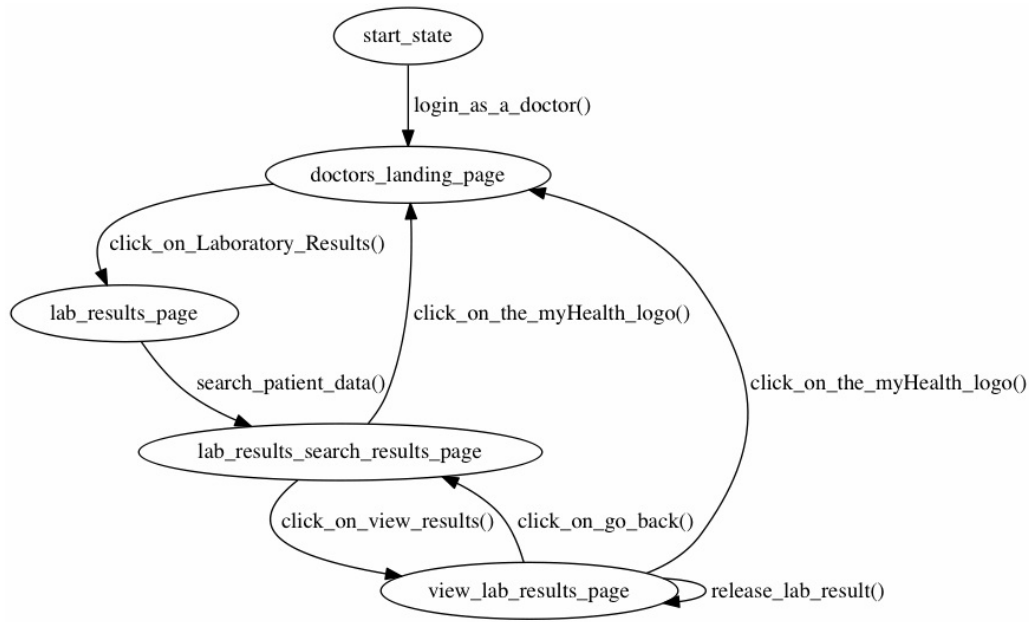 start_state
login_as_a_doctor()
doctors_landing_page
click_on_Laboratory_Results()
lab_results_page
click_on_the_myHealth_logo()
search_patient_data()
click_on_the_myHealth_logo()
lab_results_search_results_page
click_on_view_results()
click_on_go_back()
view_lab_results_page
release_lab_result()